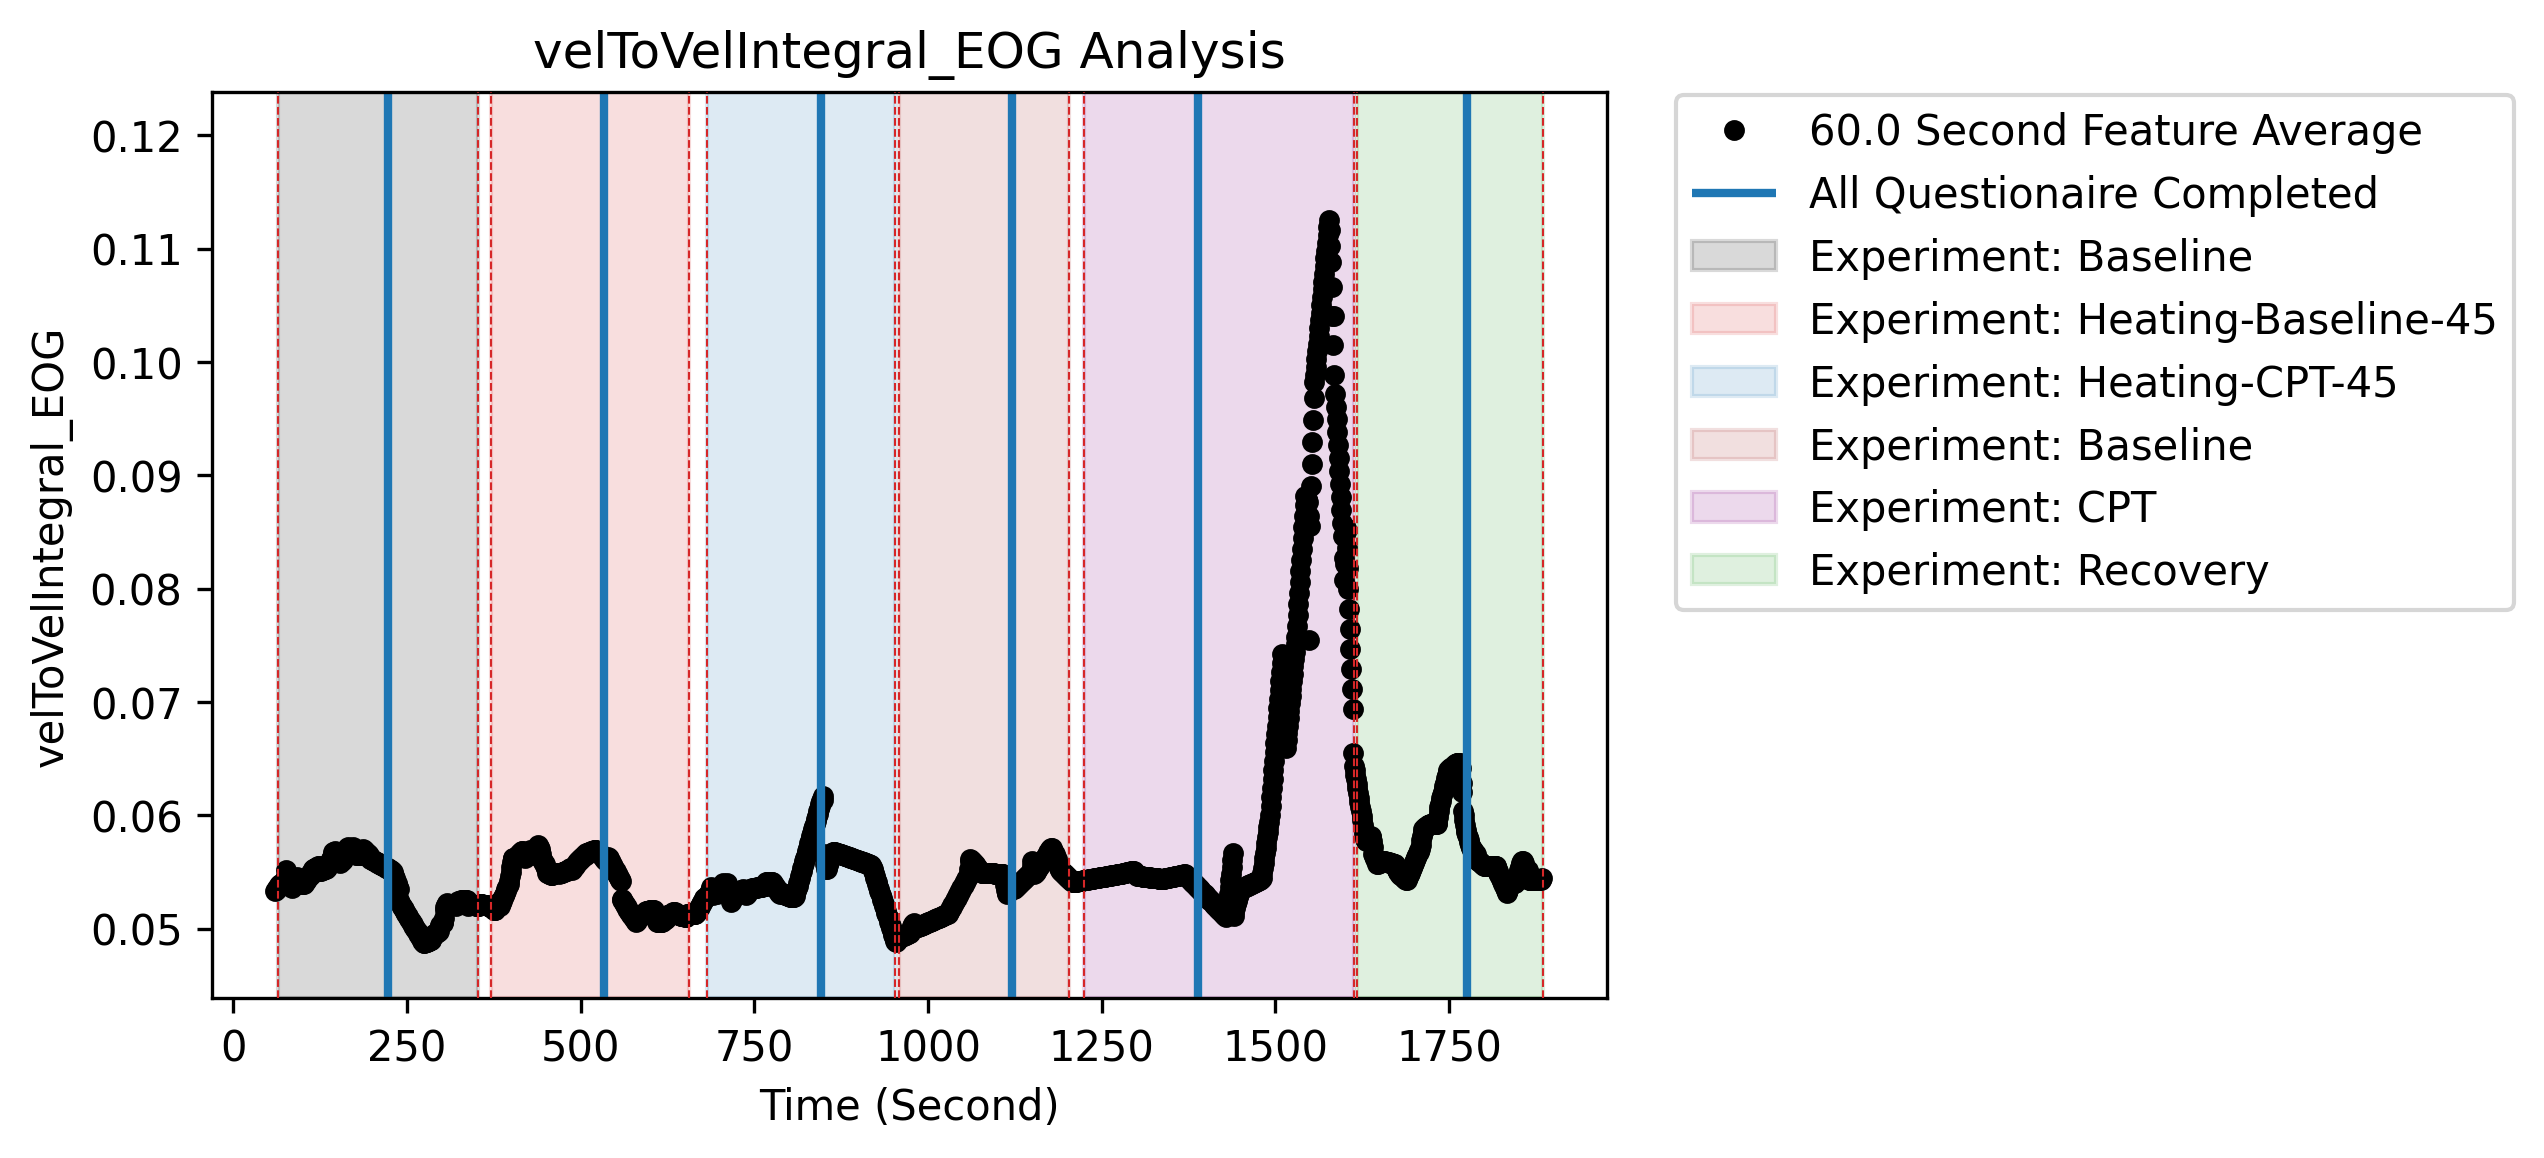 velToVelIntegral_EOG Analysis
velToVelIntegral_EOG
0.12
0.11
0.10
0.09
0.08
0.07
0.06
0.05
0 250 500 750 1000 1250 1500 1750
Time (Second)
60.0 Second Feature Average
All Questionaire Completed
Experiment: Baseline
Experiment: Heating-Baseline-45
Experiment: Heating-CPT-45
Experiment: Baseline
Experiment: CPT
Experiment: Recovery